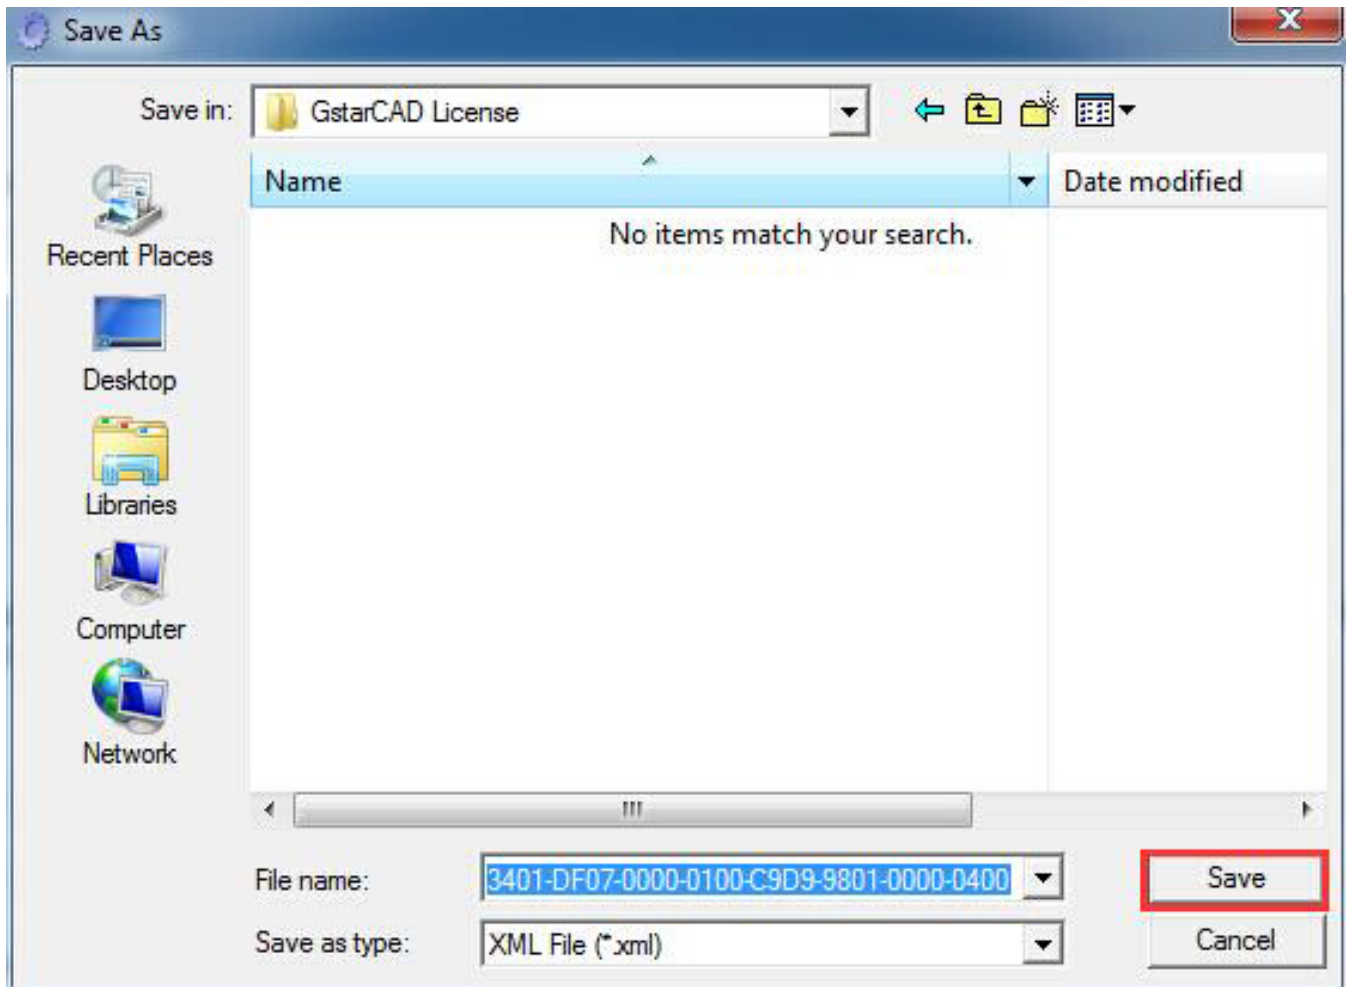 Save As
Save in:
GstarCAD License
Name
Date modified
No items match your search.
Recent Places
Desktop
Libraries
Computer
Network
File name:
3401-DF07-0000-0100-C9D9-9801-0000-0400
Save
Save as type:
XML File (*.xml)
Cancel